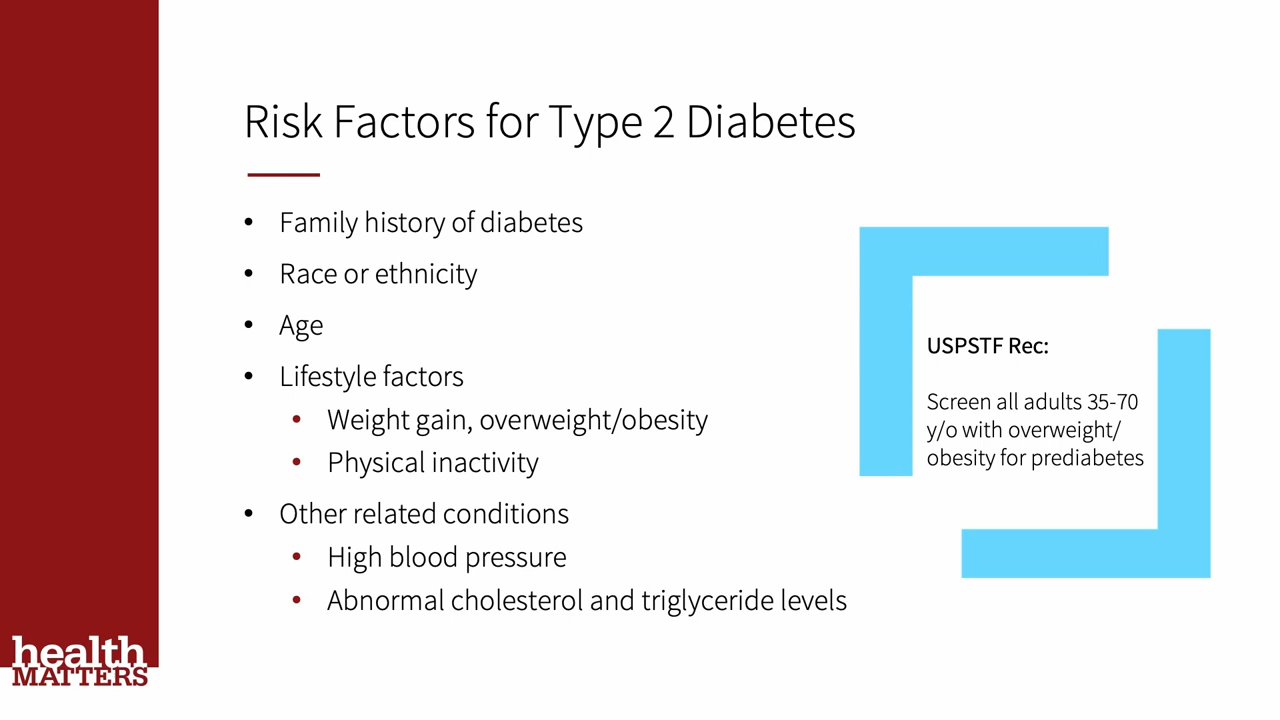 Risk Factors for Type 2 Diabetes
• Family history of diabetes
• Race or ethnicity
• Age
• Lifestyle factors
• Weight gain, overweight/obesity
• Physical inactivity
• Other related conditions
• High blood pressure
• Abnormal cholesterol and triglyceride levels
USPSTF Rec:
Screen all adults 35-70
y/o with overweight/
obesity for prediabetes
health
MATTERS